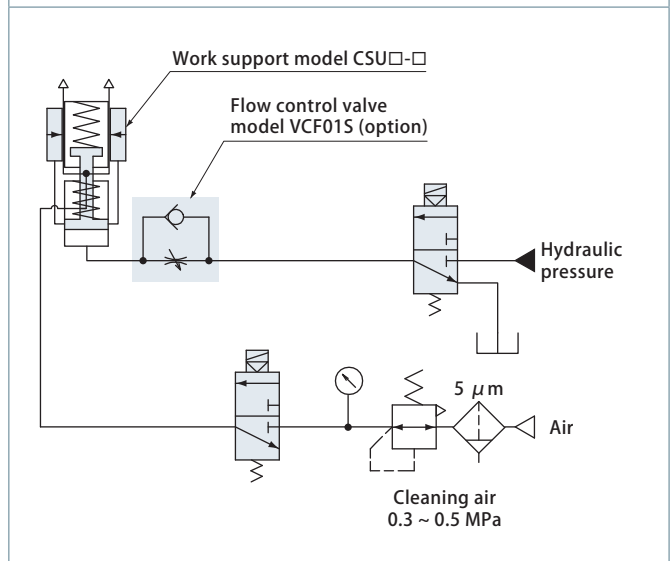 Work support model CSU□-□
Flow control valve
model VCF01S (option)
Hydraulic
pressure
5 μm
Air
Cleaning air
0.3 ~ 0.5 MPa